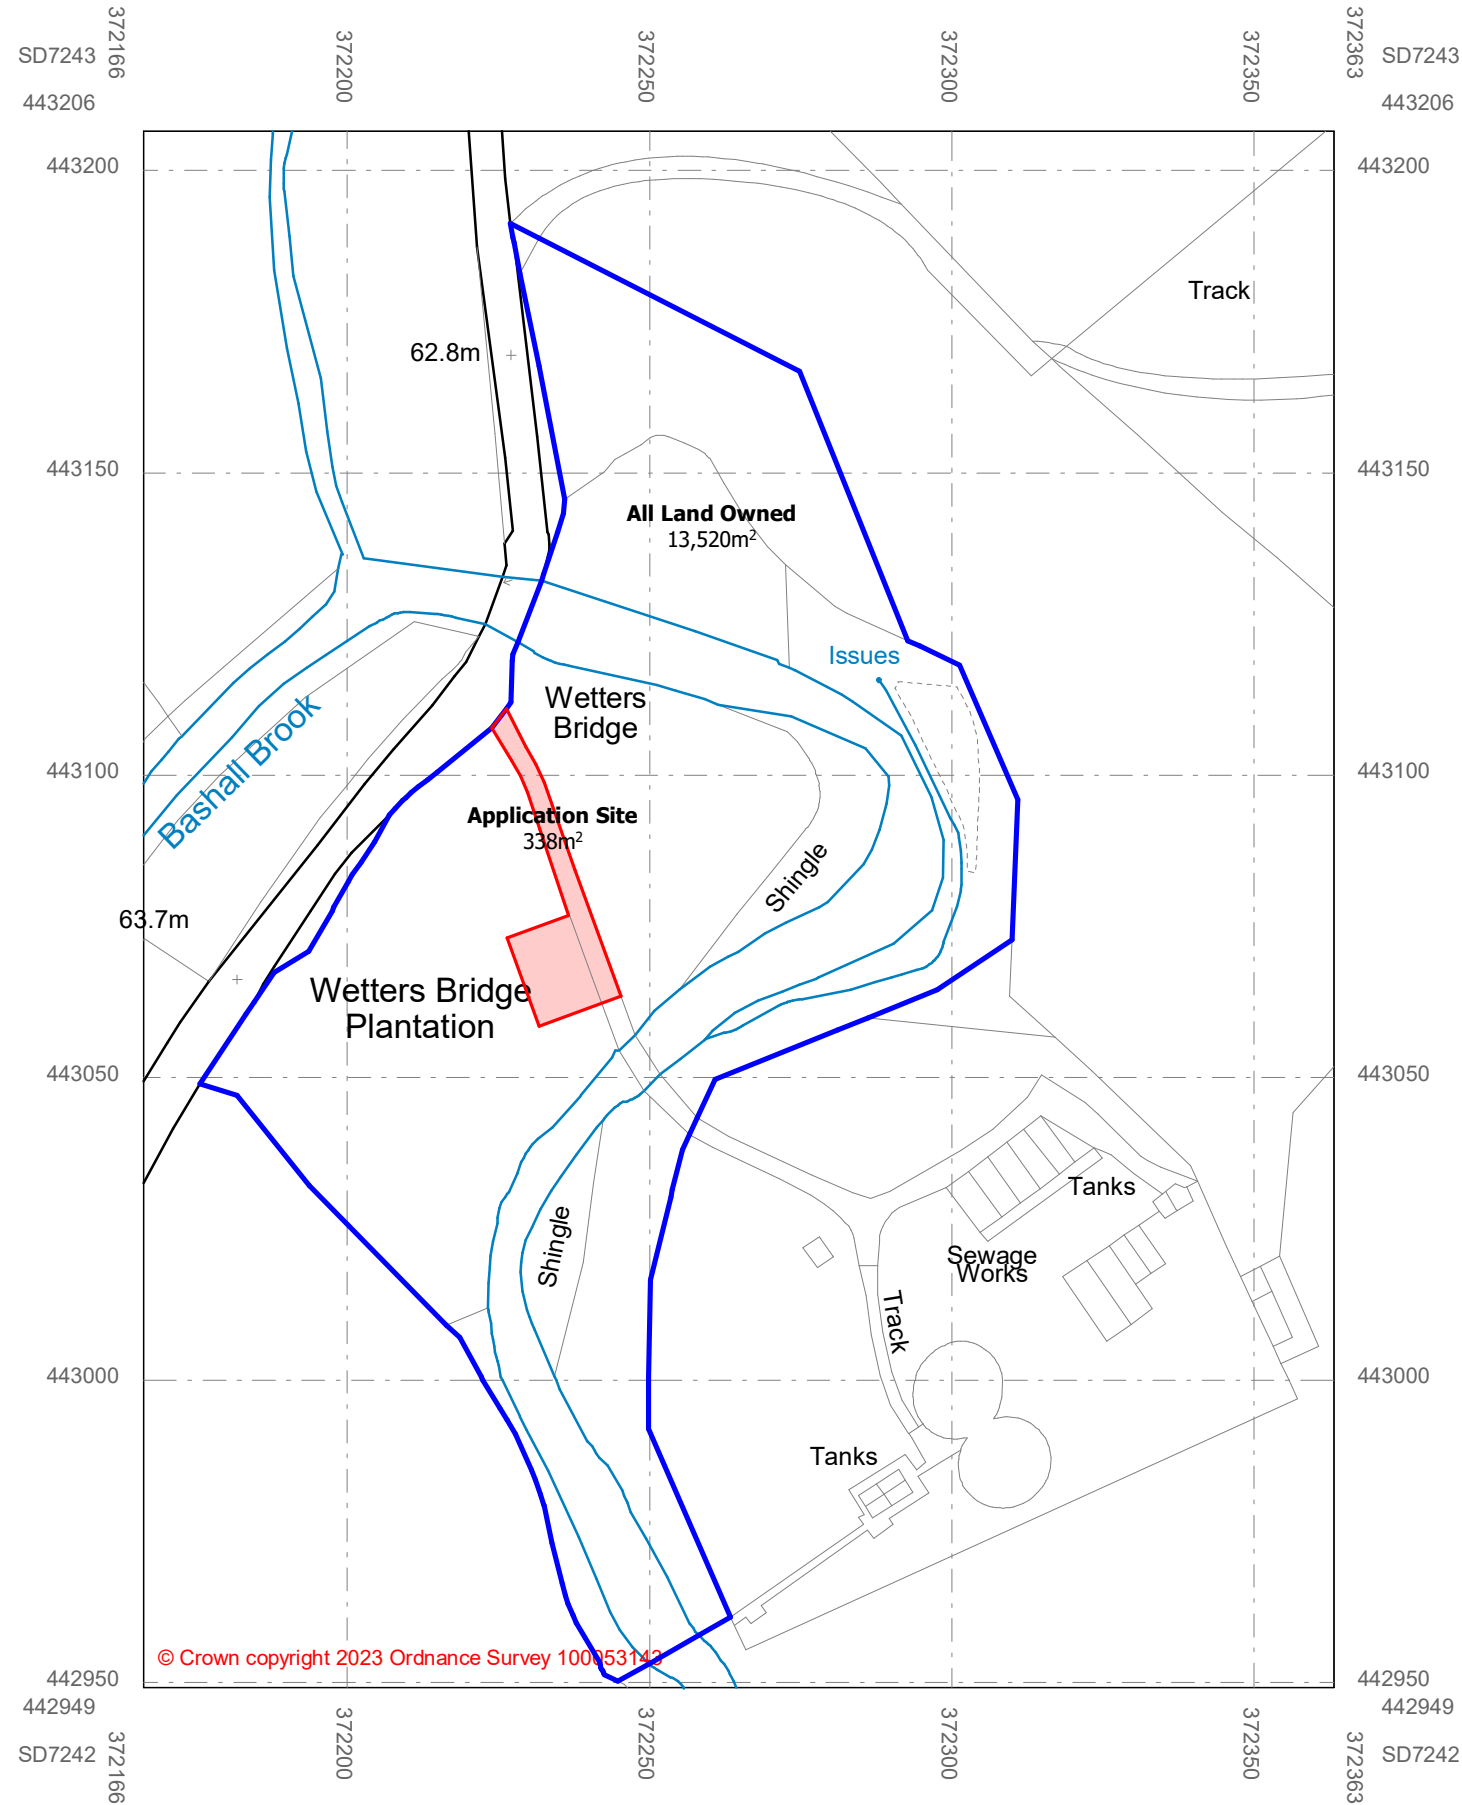 372166
372200
372250
372300
372350
372363
SD7243
SD7243
443206
443206
443200
443200
Track
62.8m
443150
443150
All Land Owned
13,520m²
Issues
Wetters
Bridge
Bashall Brook
443100
443100
Application Site
338m²
Shingle
63.7m
Wetters Bridge
Plantation
443050
443050
Tanks
Shingle
Sewage
Works
Track
443000
443000
Tanks
© Crown copyright 2023 Ordnance Survey 100053143
442950
442950
442949
442949
SD7242
SD7242
372166
372200
372250
372300
372350
372363